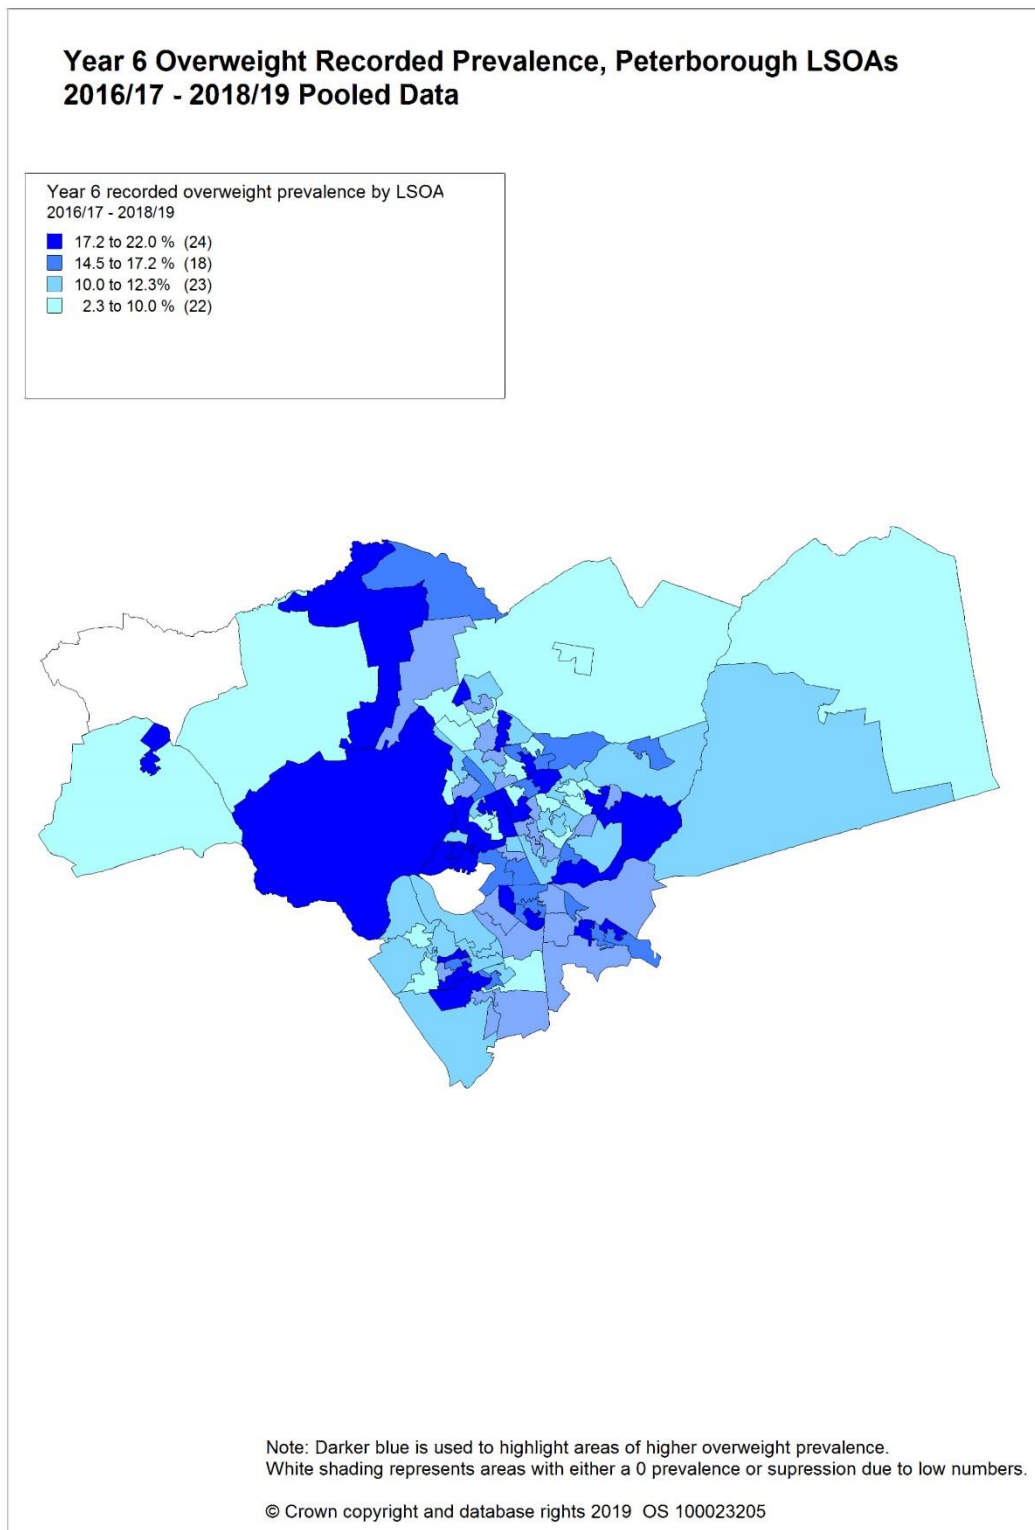 Year 6 Overweight Recorded Prevalence, Peterborough LSOAs
2016/17 - 2018/19 Pooled Data
Year 6 recorded overweight prevalence by LSOA
2016/17 - 2018/19
17.2 to 22.0 % (24)
14.5 to 17.2 % (18)
10.0 to 12.3% (23)
2.3 to 10.0 % (22)
Note: Darker blue is used to highlight areas of higher overweight prevalence.
White shading represents areas with either a 0 prevalence or supression due to low numbers.
© Crown copyright and database rights 2019 OS 100023205